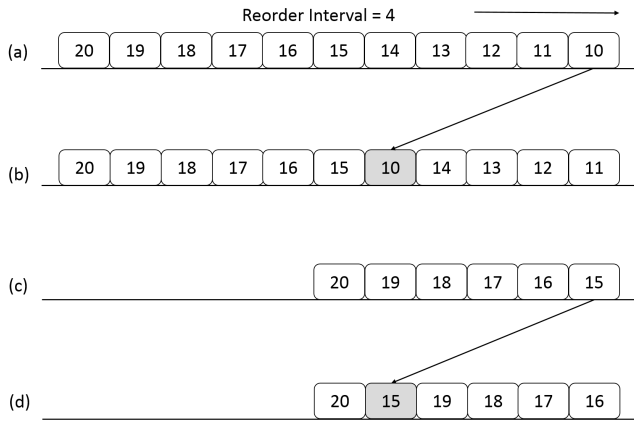 Reorder Interval = 4
(a) 20 19 18 17 16 15 14 13 12 11 10
(b) 20 19 18 17 16 15 10 14 13 12 11
(c) 20 19 18 17 16 15
(d) 20 15 19 18 17 16